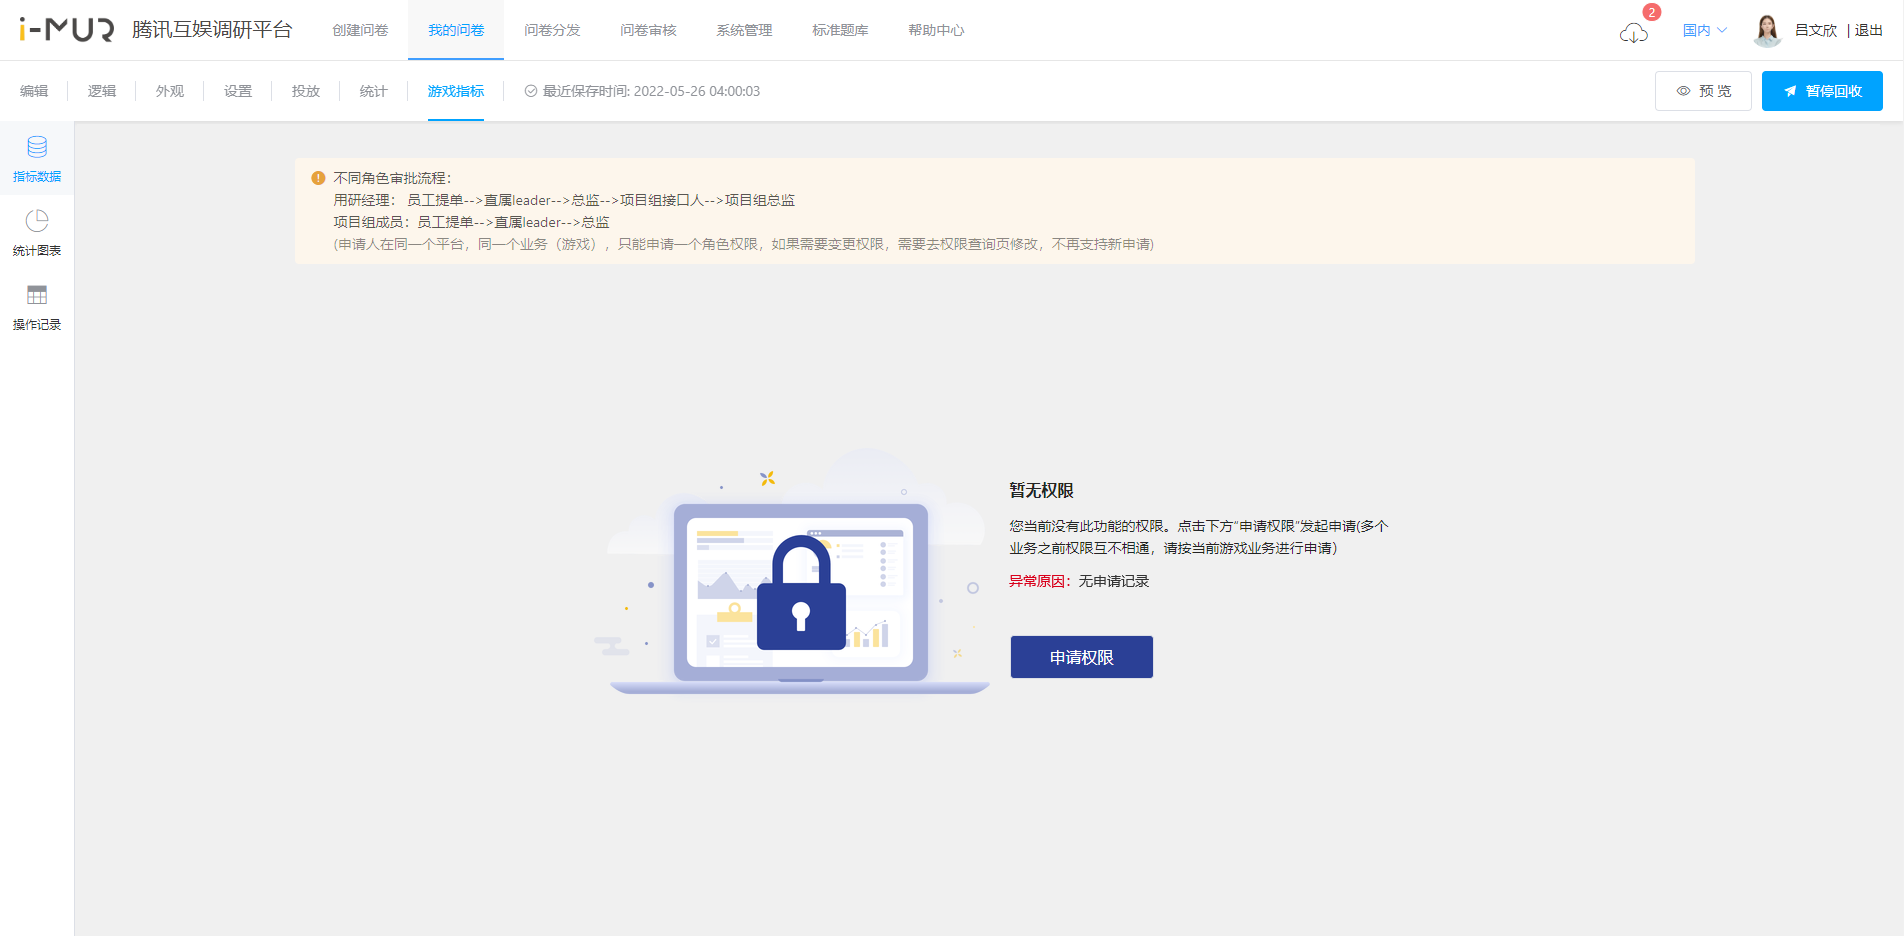 i-MUR 腾讯互娱调研平台 创建问卷 我的问卷 问卷分发 问卷审核 系统管理 标准题库 帮助中心 2 国内 吕文欣 | 退出
编辑 逻辑 外观 设置 投放 统计 游戏指标 最近保存时间: 2022-05-26 04:00:03 预 览 暂停回收
指标数据
统计图表
操作记录
不同角色审批流程：
用研经理： 员工提单-->直属leader-->总监-->项目组接口人-->项目组总监
项目组成员：员工提单-->直属leader-->总监
(申请人在同一个平台，同一个业务（游戏），只能申请一个角色权限，如果需要变更权限，需要去权限查询页修改，不再支持新申请)
暂无权限
您当前没有此功能的权限。点击下方“申请权限”发起申请(多个
业务之前权限互不相通，请按当前游戏业务进行申请)
异常原因：无申请记录
申请权限